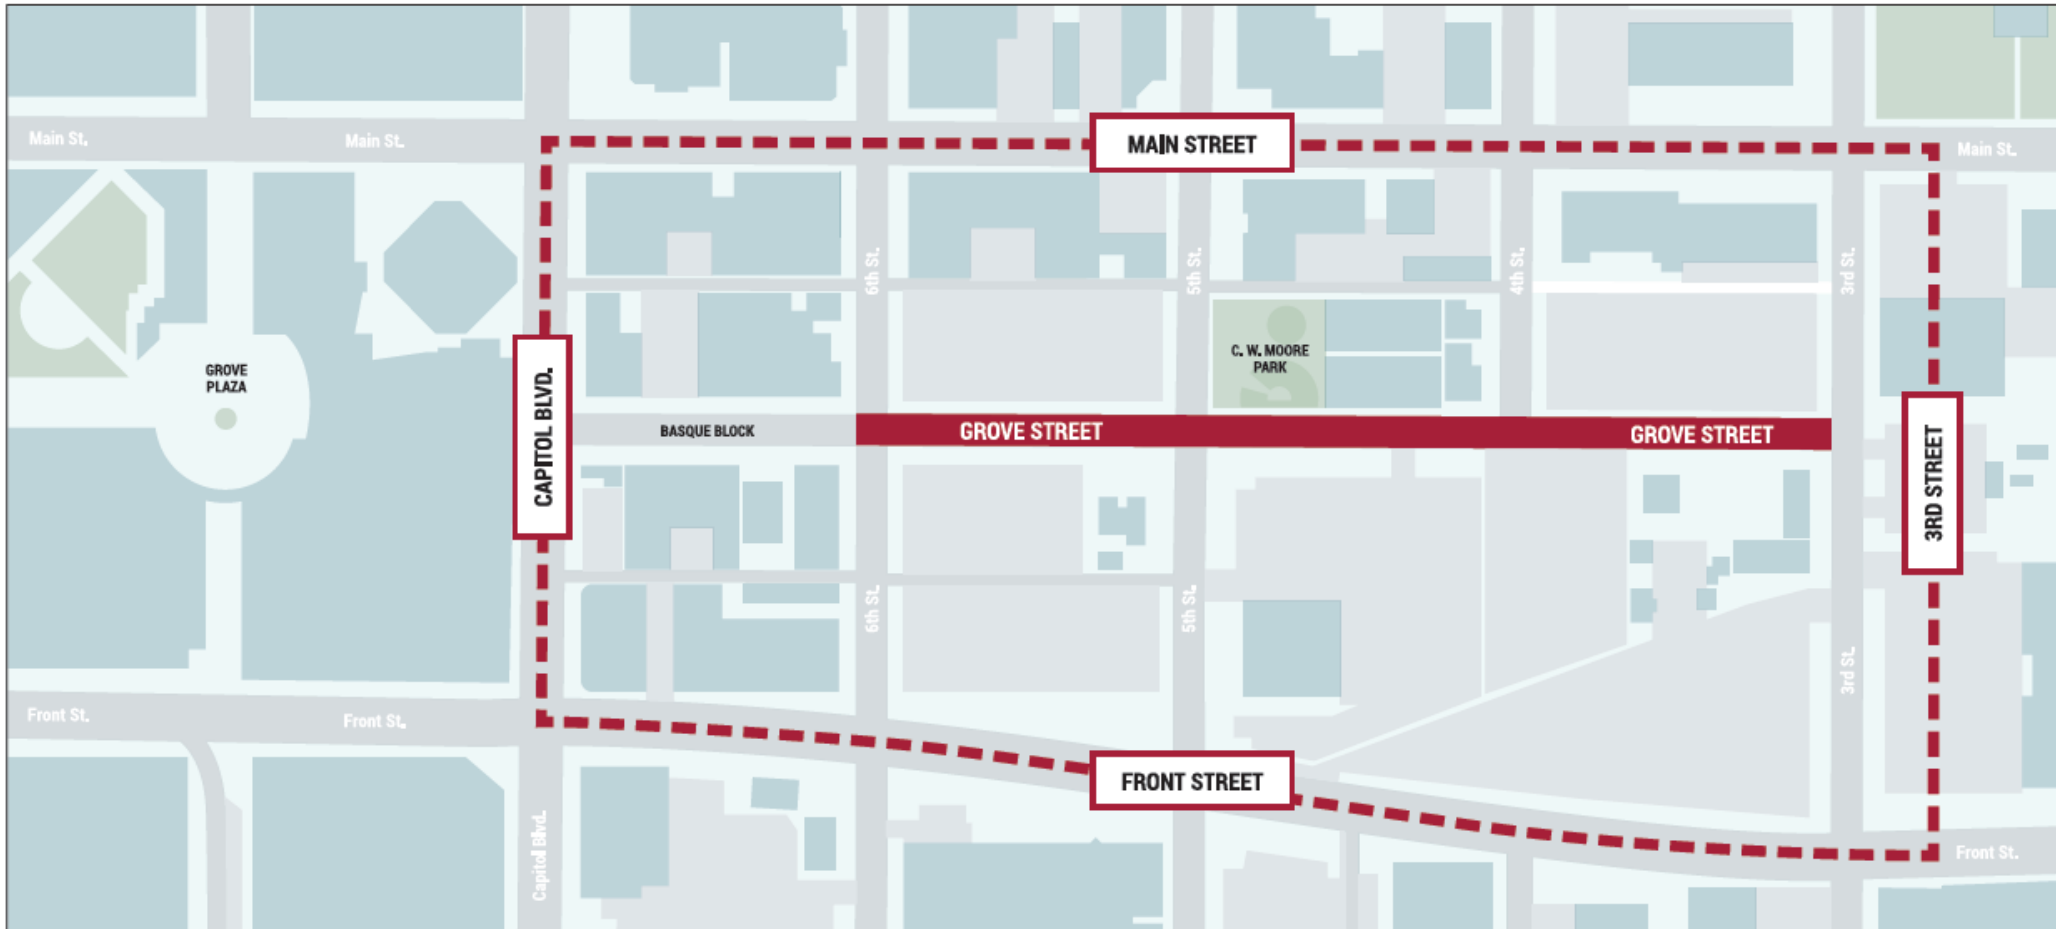 Main St.
Main St.
MAIN STREET
Main St.
6th St.
5th St.
4th St.
3rd St.
GROVE
PLAZA
CAPITOL BLVD.
C. W. MOORE
PARK
BASQUE BLOCK
GROVE STREET
GROVE STREET
3RD STREET
6th St.
5th St.
3rd St.
Front St.
Front St.
FRONT STREET
Capitol Blvd.
Front St.